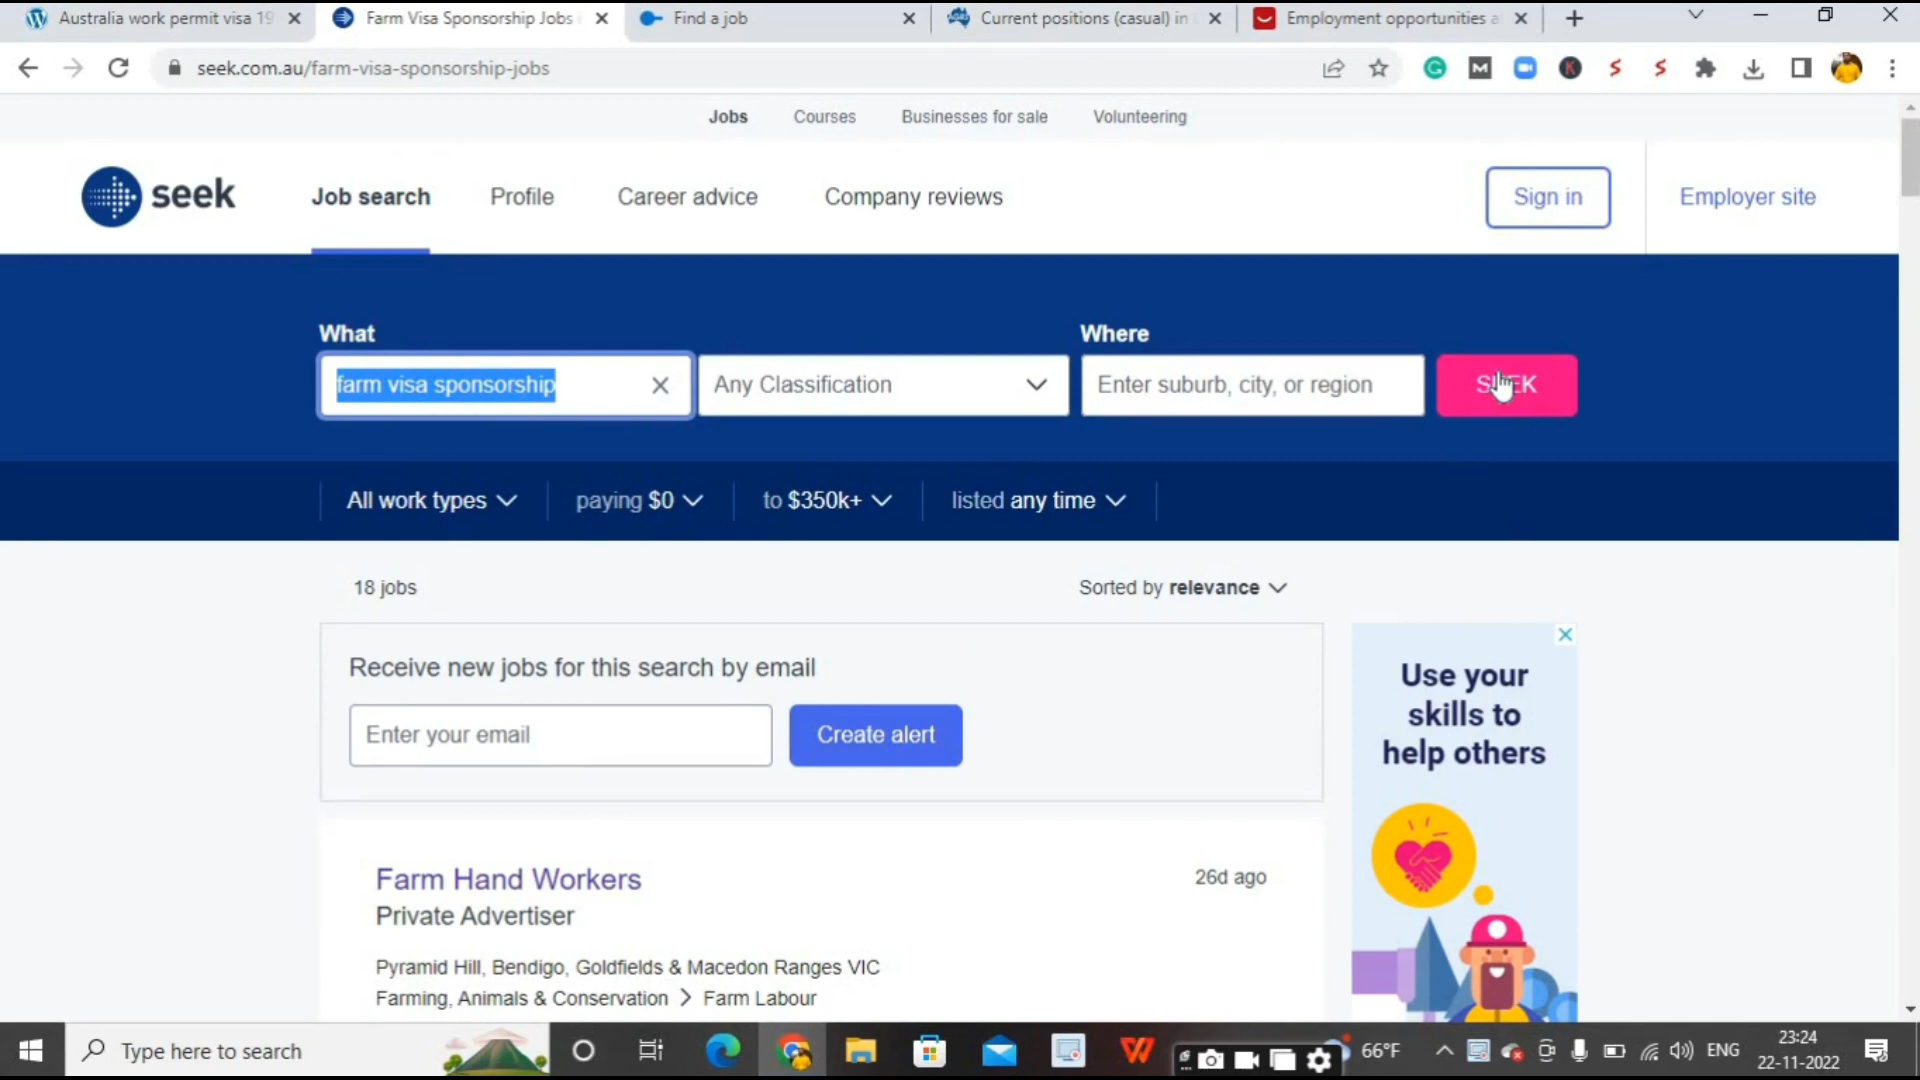 Australia work permit visa 19
Farm Visa Sponsorship Jobs
Find a job
Current positions (casual) in
Employment opportunities a
seek.com.au/farm-visa-sponsorship-jobs
Jobs Courses Businesses for sale Volunteering
seek
Job search Profile Career advice Company reviews
Sign in
Employer site
What
Where
farm visa sponsorship
Any Classification
Enter suburb, city, or region
SEEK
All work types paying $0 to $350k+ listed any time
18 jobs
Sorted by relevance
Receive new jobs for this search by email
Enter your email
Create alert
Use your
skills to
help others
Farm Hand Workers
26d ago
Private Advertiser
Pyramid Hill, Bendigo, Goldfields & Macedon Ranges VIC
Farming, Animals & Conservation > Farm Labour
Type here to search
66°F
ENG
23:24
22-11-2022